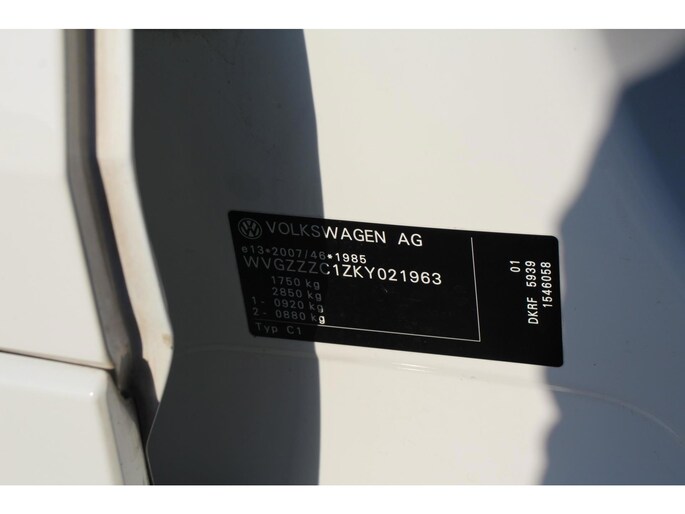 VOLKSWAGEN AG
e13*2007/46*1985
WVGZZZC1ZKY021963
1750 kg
2850 kg
1- 0920 kg
2- 0880 kg
Typ C1
01
DKRF 5939
1546058